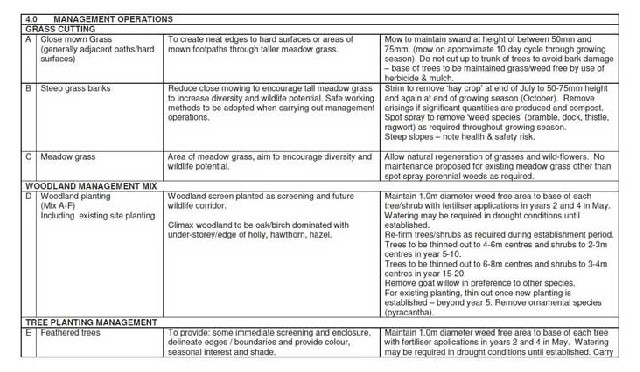 4.0 MANAGEMENT OPERATIONS
GRASS CUTTING
A Close mown Grass
(generally adjacent paths/hard
surfaces)
To create neat edges to hard surfaces or areas of
mown footpaths through taller meadow grass.
Mow to maintain sward at height of between 50mm and
75mm. (mow on approximate 10 day cycle through growing
season). Do not cut up to trunk of trees to avoid bark damage
– base of trees to be maintained grass/weed free by use of
herbicide & mulch.
B Steep grass banks
Reduce close mowing to encourage tall meadow grass
to increase diversity and wildlife potential. Safe working
methods to be adopted when carrying out management
operations.
Strim to remove 'hay crop' at end of July to 50-75mm height
and again at end of growing season (October). Remove
arisings if significant quantities are produced and compost.
Spot spray to remove 'weed species' (bramble, dock, thistle,
ragwort) as required throughout growing season.
Steep slopes – note health & safety risk.
C Meadow grass
Area of meadow grass, aim to encourage diversity and
wildlife potential.
Allow natural regeneration of grasses and wild-flowers. No
maintenance proposed for existing meadow grass other than
spot spray perennial weeds as required.
WOODLAND MANAGEMENT MIX
D Woodland planting
(Mix A-F)
Including existing site planting
Woodland screen planted as screening and future
wildlife corridor.
Climax woodland to be oak/birch dominated with
under-storey/edge of holly, hawthorn, hazel.
Maintain 1.0m diameter weed free area to base of each
tree/shrub with fertiliser applications in years 2 and 4 in May.
Watering may be required in drought conditions until
established.
Re-firm trees/shrubs as required during establishment period.
Trees to be thinned out to 4-6m centres and shrubs to 2-3m
centres in year 5-10.
Trees to be thinned out to 6-8m centres and shrubs to 3-4m
centres in year 15-20
Remove goat willow in preference to other species.
For existing planting, thin out once new planting is
established – beyond year 5. Remove ornamental species
(pyracantha).
TREE PLANTING MANAGEMENT
E Feathered trees
To provide: some immediate screening and enclosure,
delineate edges / boundaries and provide colour,
seasonal interest and shade.
Maintain 1.0m diameter weed free area to base of each tree
with fertiliser applications in years 2 and 4 in May. Watering
may be required in drought conditions until established. Carry